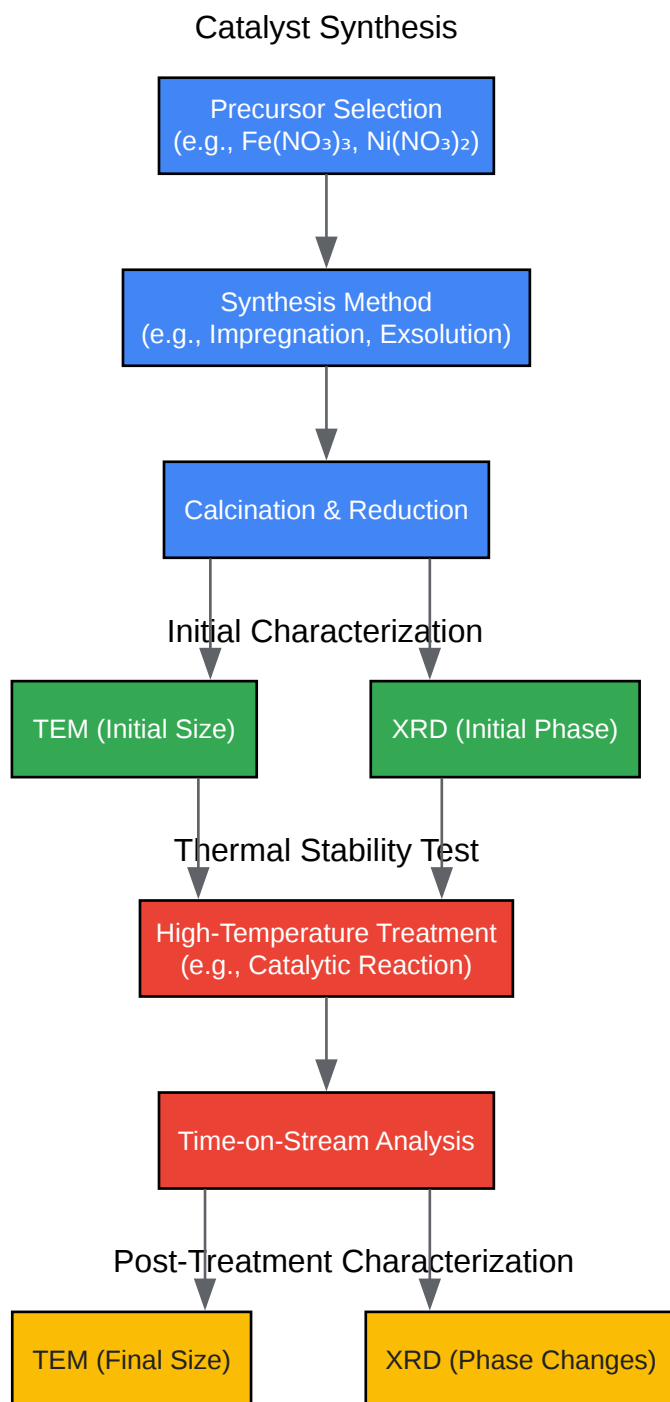 Catalyst Synthesis
Precursor Selection
(e.g., Fe(NO₃)₃, Ni(NO₃)₂)
Synthesis Method
(e.g., Impregnation, Exsolution)
Calcination & Reduction
Initial Characterization
TEM (Initial Size)
XRD (Initial Phase)
Thermal Stability Test
High-Temperature Treatment
(e.g., Catalytic Reaction)
Time-on-Stream Analysis
Post-Treatment Characterization
TEM (Final Size)
XRD (Phase Changes)